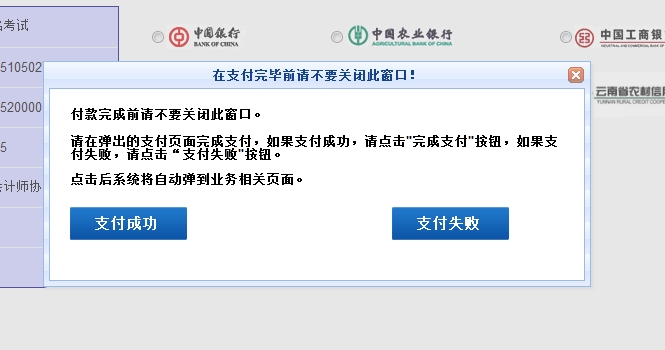 名考试
中国银行
BANK OF CHINA
中国农业银行
AGRICULTURAL BANK OF CHINA
中国工商银
INDUSTRIAL AND COMMERCIAL BANK OF
510502
在支付完毕前请不要关闭此窗口!
云南省农村信用
YUNNAN RURAL CREDIT COOPER
520000
付款完成前请不要关闭此窗口。
请在弹出的支付页面完成支付，如果支付成功，请点击"完成支付"按钮，如果支
付失败，请点击“支付失败"按钮。
5
点击后系统将自动弹到业务相关页面。
会计师协
支付成功
支付失败